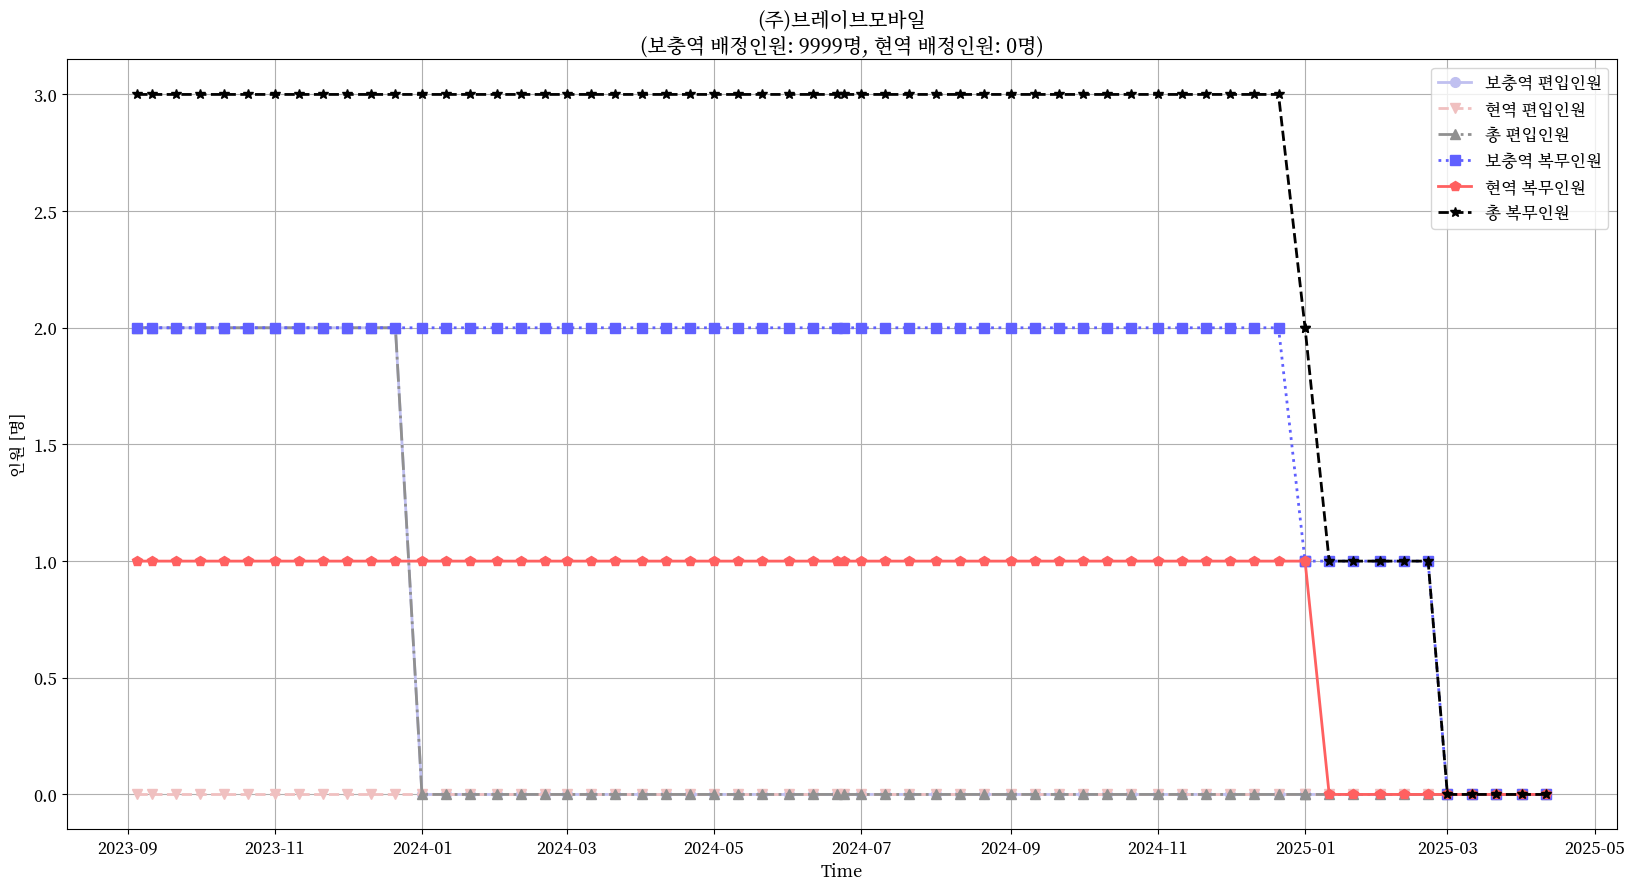 (주)브레이브모바일
(보충역 배정인원: 9999명, 현역 배정인원: 0명)
보충역 편입인원
현역 편입인원
총 편입인원
보충역 복무인원
현역 복무인원
총 복무인원
인원 [명]
3.0
2.5
2.0
1.5
1.0
0.5
0.0
2023-09 2023-11 2024-01 2024-03 2024-05 2024-07 2024-09 2024-11 2025-01 2025-03 2025-05
Time